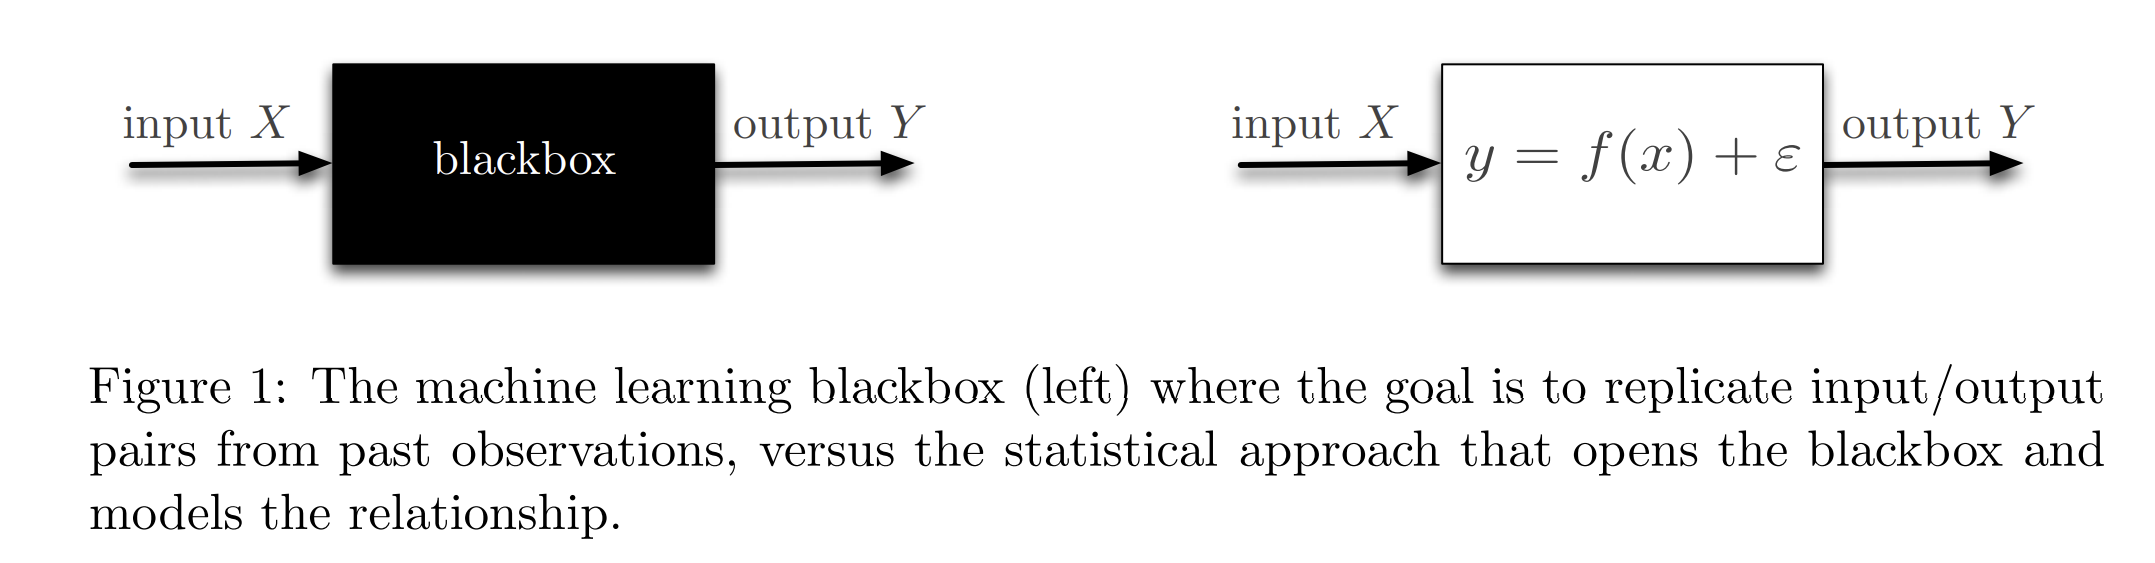 input X
blackbox
output Y
input X
y = f(x) + ε
output Y
Figure 1: The machine learning blackbox (left) where the goal is to replicate input/output
pairs from past observations, versus the statistical approach that opens the blackbox and
models the relationship.